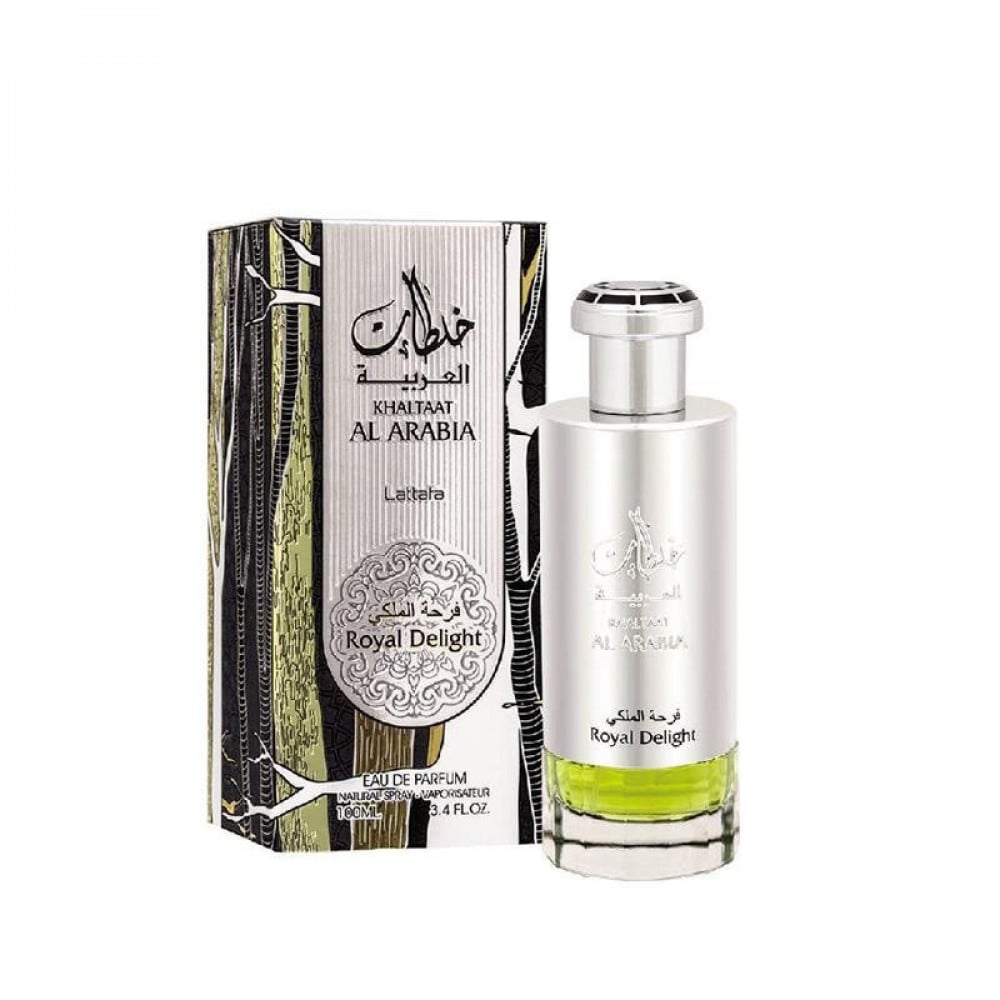 خلطات
العربية
KHALTAAT
AL ARABIA
Lattafa
فرحة الملكي
Royal Delight
EAU DE PARFUM
NATURAL SPRAY - VAPORISATEUR
100ML. 3.4 FL.OZ.
خلطات
العربية
KHALTAAT
AL ARABIA
فرحة الملكي
Royal Delight